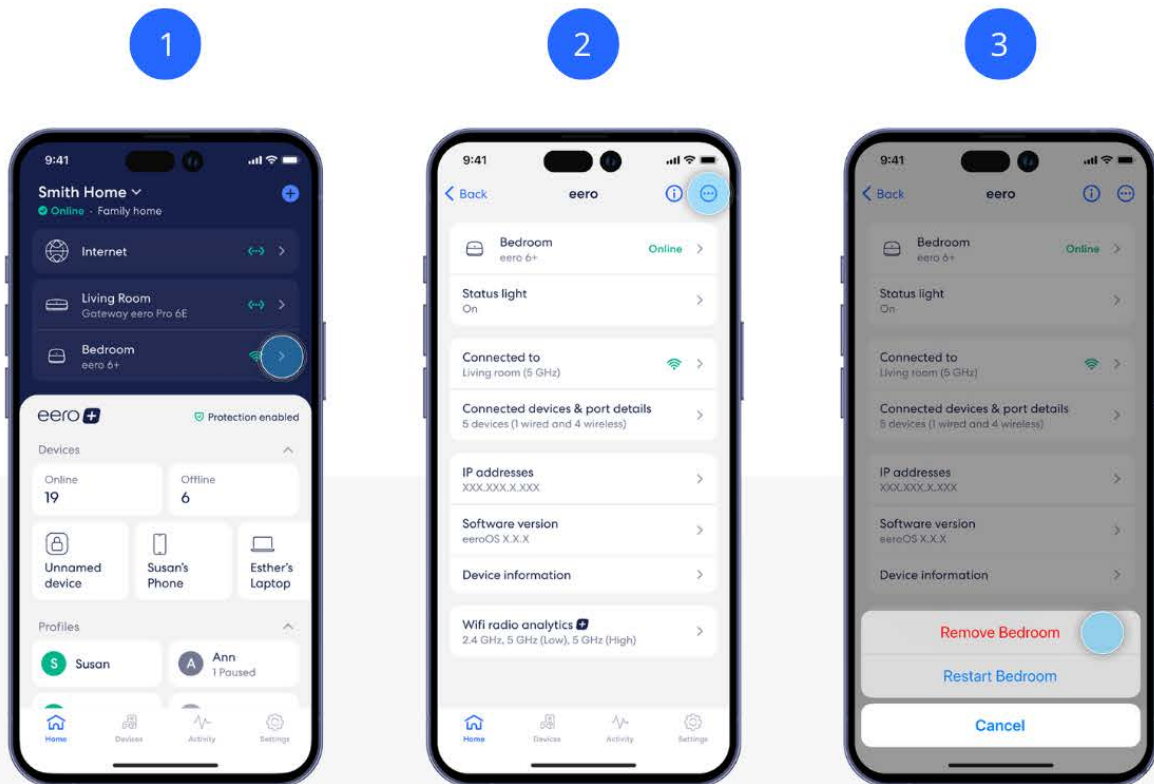 1
9:41
Smith Home
Online · Family home
Internet
Living Room
Gateway eero Pro 6E
Bedroom
eero 6+
eero +
Protection enabled
Devices
Online
19
Offline
6
Unnamed
device
Susan's
Phone
Esther's
Laptop
Profiles
S Susan
A Ann
1 Paused
Home Devices Activity Settings
2
9:41
Back eero
Bedroom
eero 6+
Online
Status light
On
Connected to
Living room (5 GHz)
Connected devices & port details
5 devices (1 wired and 4 wireless)
IP addresses
XXX.XXX.X.XXX
Software version
eeroOS X.X.X
Device information
Wifi radio analytics
2.4 GHz, 5 GHz (Low), 5 GHz (High)
Home Devices Activity Settings
3
9:41
Back eero
Bedroom
eero 6+
Online
Status light
On
Connected to
Living room (5 GHz)
Connected devices & port details
5 devices (1 wired and 4 wireless)
IP addresses
XXX.XXX.X.XXX
Software version
eeroOS X.X.X
Device information
Remove Bedroom
Restart Bedroom
Cancel